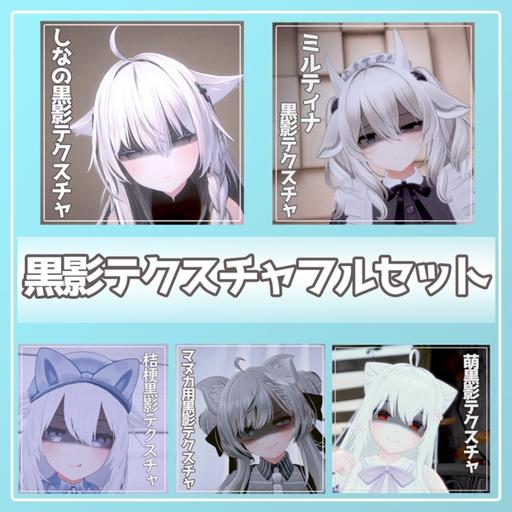 しなの黒影テクスチャ
ミルティナ
黒影テクスチャ
黒影テクスチャフルセット
桔梗黒影テクスチャ
マヌカ用黒影テクスチャ
萌黒影テクスチャ